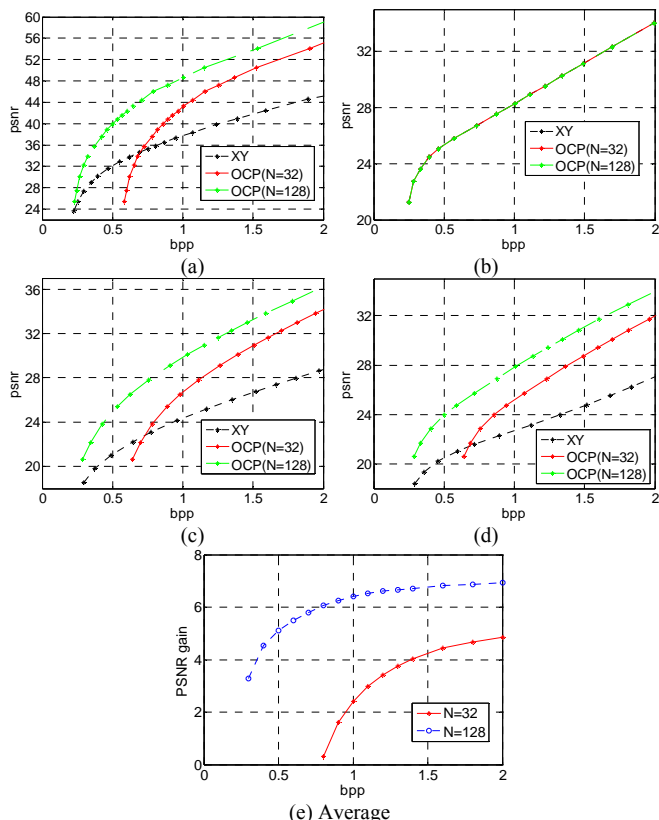 60
56
52
48
44
40
36
32
28
24
psnr
XY
OCP(N=32)
OCP(N=128)
0 0.5 1 1.5 2
bpp
(a)
32
28
24
20
psnr
XY
OCP(N=32)
OCP(N=128)
0 0.5 1 1.5 2
bpp
(b)
36
32
28
24
20
psnr
XY
OCP(N=32)
OCP(N=128)
0 0.5 1 1.5 2
bpp
(c)
36
32
28
24
20
psnr
XY
OCP(N=32)
OCP(N=128)
0 0.5 1 1.5 2
bpp
(d)
8
6
4
2
0
PSNR gain
N=32
N=128
0 0.5 1 1.5 2
bpp
(e) Average